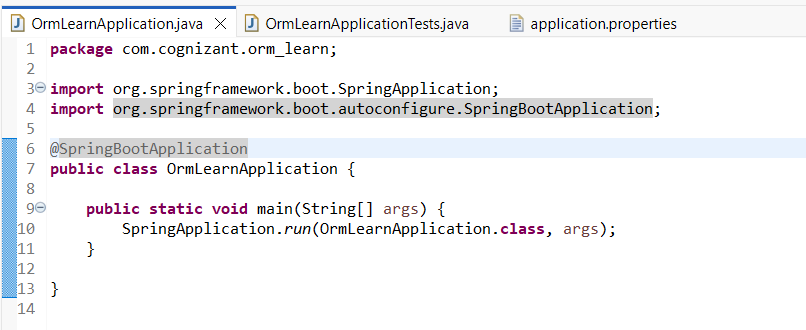 OrmLearnApplication.java OrmLearnApplicationTests.java application.properties
1 package com.cognizant.orm_learn;
2
3 import org.springframework.boot.SpringApplication;
4 import org.springframework.boot.autoconfigure.SpringBootApplication;
5
6 @SpringBootApplication
7 public class OrmLearnApplication {
8
9     public static void main(String[] args) {
10         SpringApplication.run(OrmLearnApplication.class, args);
11     }
12
13 }
14